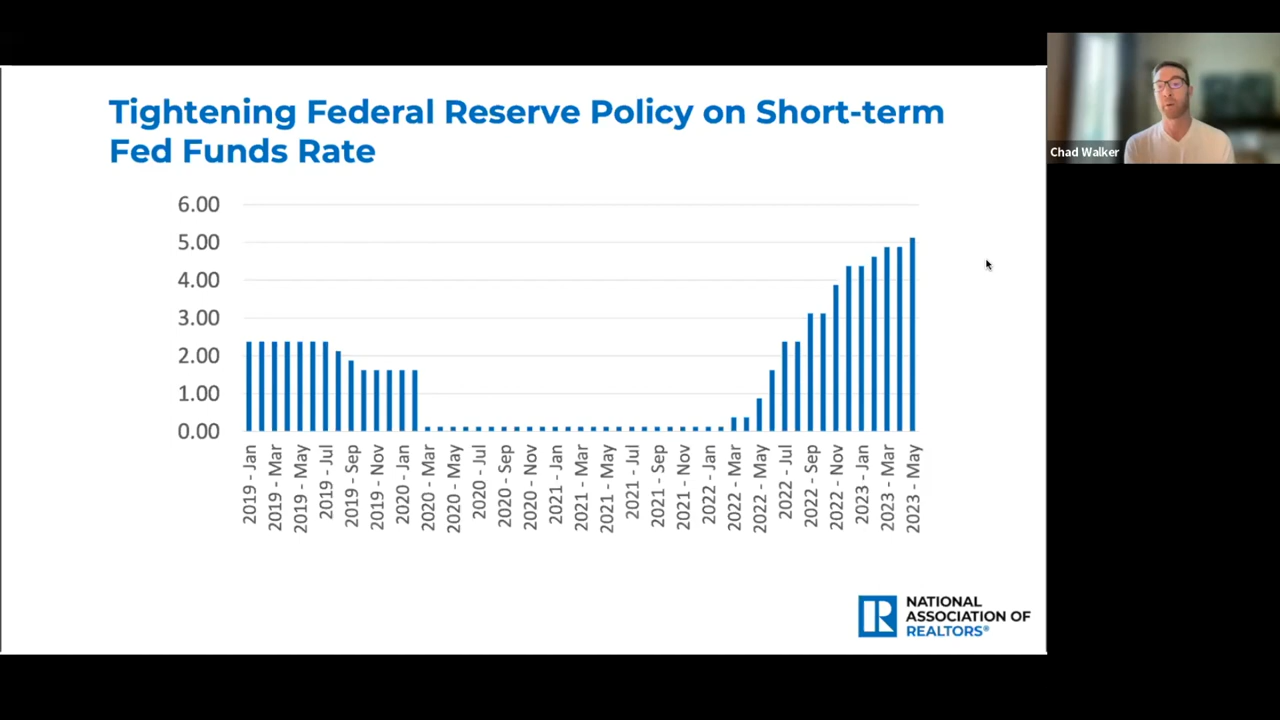 Tightening Federal Reserve Policy on Short-term
Fed Funds Rate
Chad Walker
6.00
5.00
4.00
3.00
2.00
1.00
0.00
2019 - Jan
2019 - Mar
2019 - May
2019 - Jul
2019 - Sep
2019 - Nov
2020 - Jan
2020 - Mar
2020 - May
2020 - Jul
2020 - Sep
2020 - Nov
2021 - Jan
2021 - Mar
2021 - May
2021 - Jul
2021 - Sep
2021 - Nov
2022 - Jan
2022 - Mar
2022 - May
2022 - Jul
2022 - Sep
2022 - Nov
2023 - Jan
2023 - Mar
2023 - May
R
NATIONAL
ASSOCIATION OF
REALTORS®